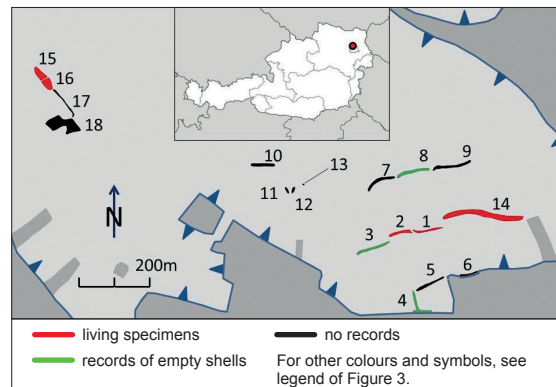 15
16
17
18
10
13
11
12
7
8
9
14
3
2
1
5
6
4
N
200m
living specimens
no records
records of empty shells
For other colours and symbols, see
legend of Figure 3.